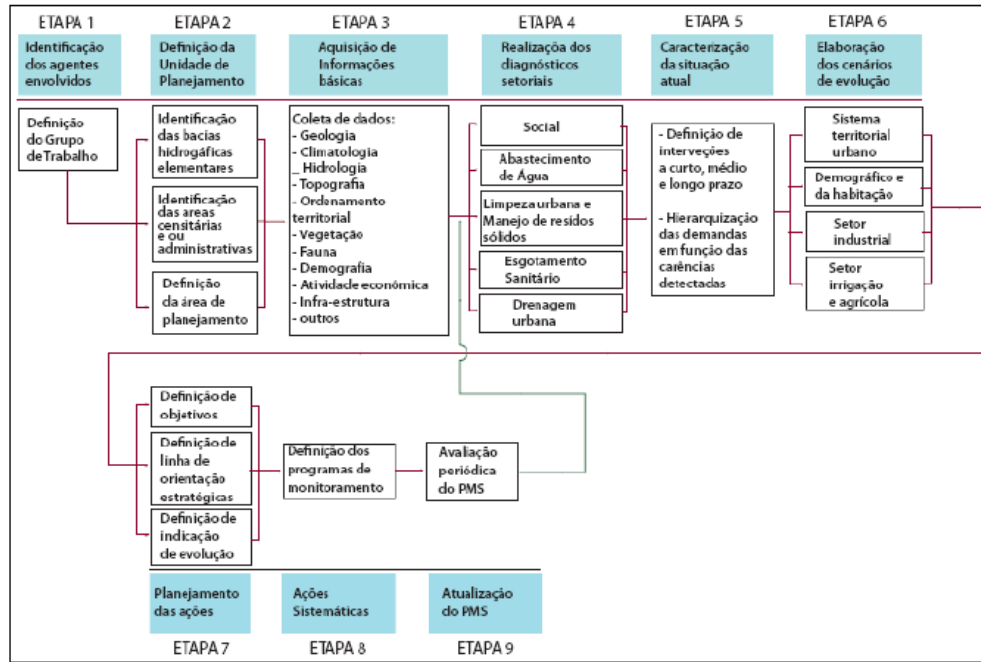 ETAPA 1
Identificação
dos agentes
envolvidos
Definição
do Grupo
de Trabalho
ETAPA 2
Definição da
Unidade de
Planejamento
Identificação
das bacias
hidrogáficas
elementares
Identificação
das areas
censitárias
e ou
administrativas
Definição
da área de
planejamento
ETAPA 3
Aquisição de
Informações
básicas
Coleta de dados:
- Geologia
- Climatologia
_ Hidrologia
- Topografia
- Ordenamento
territorial
- Vegetação
- Fauna
- Demografia
- Atividade económica
- Infra-estrutura
- outros
ETAPA 4
Realizaçõa dos
diagnósticos
setoriais
Social
Abastecimento
de Água
Limpeza urbana e
Manejo de resídos
sólidos
Esgotamento
Sanitário
Drenagem
urbana
ETAPA 5
Caracterização
da situação
atual
- Definição de
interveções
a curto, médio
e longo prazo
- Hierarquização
das demandas
em função das
carências
detectadas
ETAPA 6
Elaboração
dos cenários
de evolução
Sistema
territorial
urbano
Demográfico e
da habitação
Setor
industrial
Setor
irrigação
e agrícola
Definição de
objetivos
Definição de
linha de
orientação
estratégicas
Definição de
indicação
de evolução
Planejamento
das ações
ETAPA 7
Definição dos
programas de
monitoramento
Ações
Sistemáticas
ETAPA 8
Avaliação
periódica
do PMS
Atualização
do PMS
ETAPA 9